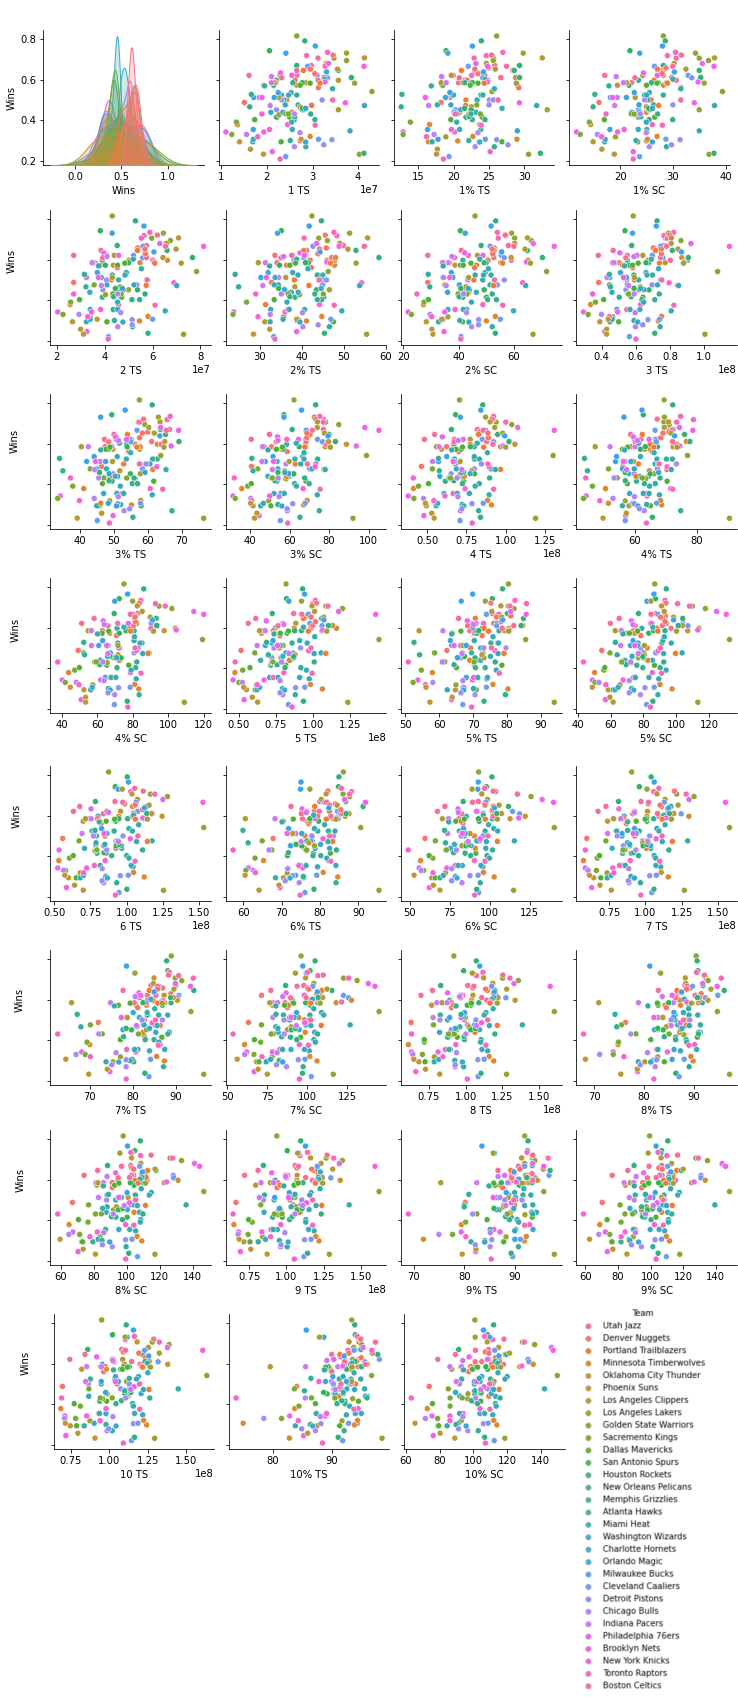 0.8
0.6
0.4
0.2
Wins
0.0 0.5 1.0
Wins
1 2 3 4
1 TS 1e7
15 20 25 30
1% TS
20 30 40
1% SC
Wins
2 4 6 8
2 TS 1e7
30 40 50 60
2% TS
20 40 60
2% SC
0.4 0.6 0.8 1.0
3 TS 1e8
Wins
40 50 60 70
3% TS
40 60 80 100
3% SC
0.50 0.75 1.00 1.25
4 TS 1e8
60 80
4% TS
Wins
40 60 80 100 120
4% SC
0.50 0.75 1.00 1.25
5 TS 1e8
50 60 70 80 90
5% TS
40 60 80 100 120
5% SC
Wins
0.50 0.75 1.00 1.25 1.50
6 TS 1e8
60 70 80 90
6% TS
50 75 100 125
6% SC
0.75 1.00 1.25 1.50
7 TS 1e8
Wins
70 80 90
7% TS
50 75 100 125
7% SC
0.75 1.00 1.25 1.50
8 TS 1e8
70 80 90
8% TS
Wins
60 80 100 120 140
8% SC
0.75 1.00 1.25 1.50
9 TS 1e8
70 80 90
9% TS
60 80 100 120 140
9% SC
Wins
0.75 1.00 1.25 1.50
10 TS 1e8
80 90
10% TS
60 80 100 120 140
10% SC
Team
Utah Jazz
Denver Nuggets
Portland Trailblazers
Minnesota Timberwolves
Oklahoma City Thunder
Phoenix Suns
Los Angeles Clippers
Los Angeles Lakers
Golden State Warriors
Sacremento Kings
Dallas Mavericks
San Antonio Spurs
Houston Rockets
New Orleans Pelicans
Memphis Grizzlies
Atlanta Hawks
Miami Heat
Washington Wizards
Charlotte Hornets
Orlando Magic
Milwaukee Bucks
Cleveland Caaliers
Detroit Pistons
Chicago Bulls
Indiana Pacers
Philadelphia 76ers
Brooklyn Nets
New York Knicks
Toronto Raptors
Boston Celtics